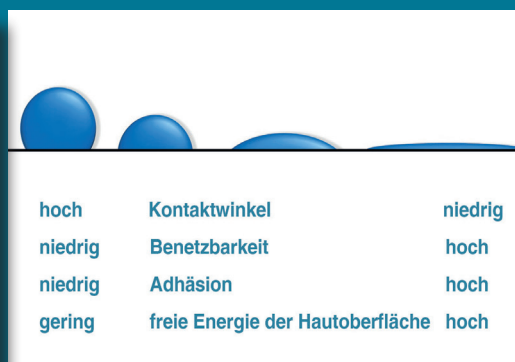 hoch Kontaktwinkel niedrig
niedrig Benetzbarkeit hoch
niedrig Adhäsion hoch
gering freie Energie der Hautoberfläche hoch